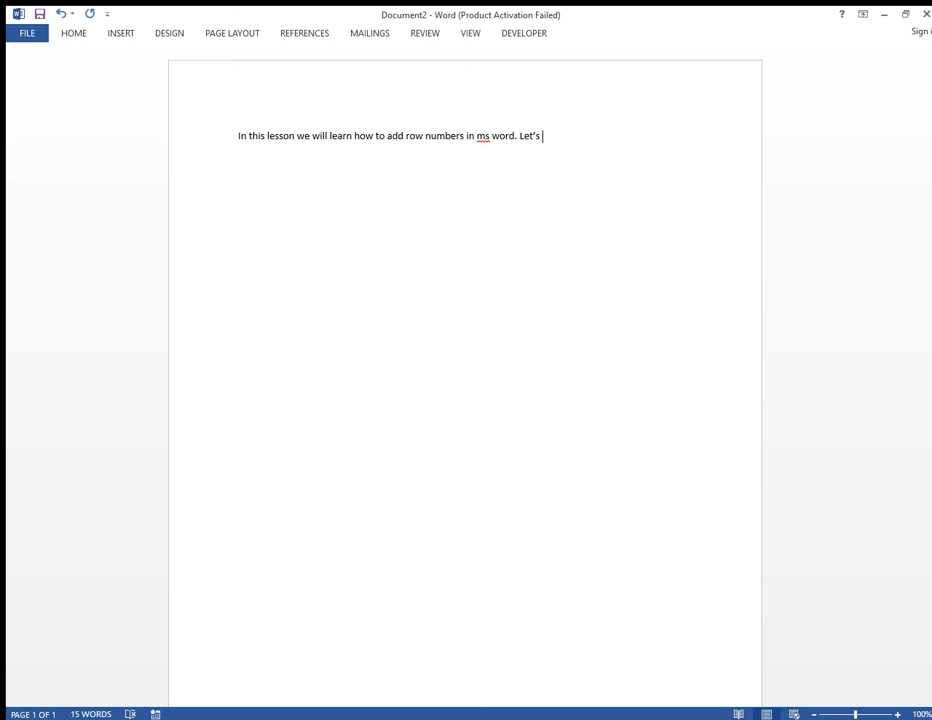 Document2 - Word (Product Activation Failed)
?
FILE HOME INSERT DESIGN PAGE LAYOUT REFERENCES MAILINGS REVIEW VIEW DEVELOPER Sign
In this lesson we will learn how to add row numbers in ms word. Let's
PAGE 1 OF 1 15 WORDS 100%